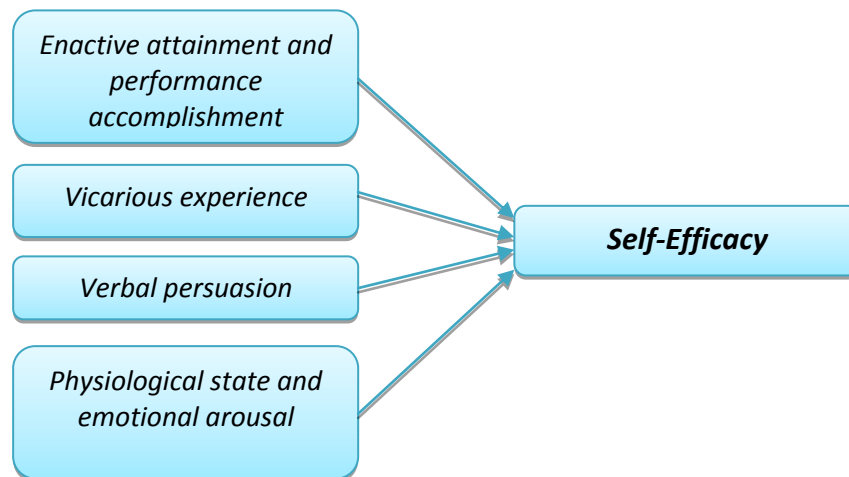 Enactive attainment and
performance
accomplishment
Vicarious experience
Self-Efficacy
Verbal persuasion
Physiological state and
emotional arousal